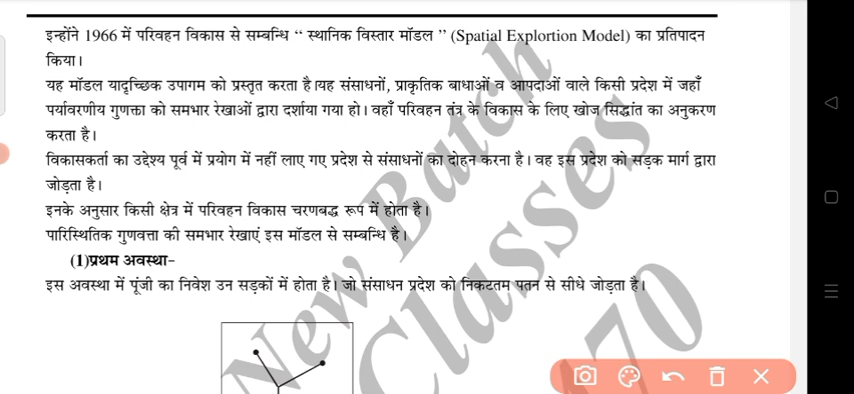 इन्होंने 1966 में परिवहन विकास से सम्बन्धि “ स्थानिक विस्तार मॉडल ” (Spatial Explortion Model) का प्रतिपादन
किया।
यह मॉडल यादृच्छिक उपागम को प्रस्तुत करता है।यह संसाधनों, प्राकृतिक बाधाओं व आपदाओं वाले किसी प्रदेश में जहाँ
पर्यावरणीय गुणक्ता को समभार रेखाओं द्वारा दर्शाया गया हो। वहाँ परिवहन तंत्र के विकास के लिए खोज सिद्धांत का अनुकरण
करता है।
विकासकर्ता का उद्देश्य पूर्व में प्रयोग में नहीं लाए गए प्रदेश से संसाधनों का दोहन करना है। वह इस प्रदेश को सड़क मार्ग द्वारा
जोड़ता है।
इनके अनुसार किसी क्षेत्र में परिवहन विकास चरणबद्ध रूप में होता है।
पारिस्थितिक गुणवत्ता की समभार रेखाएं इस मॉडल से सम्बन्धि है।
(1)प्रथम अवस्था-
इस अवस्था में पूंजी का निवेश उन सड़कों में होता है। जो संसाधन प्रदेश को निकटतम पतन से सीधे जोड़ता है।
New Batch
Classes
70